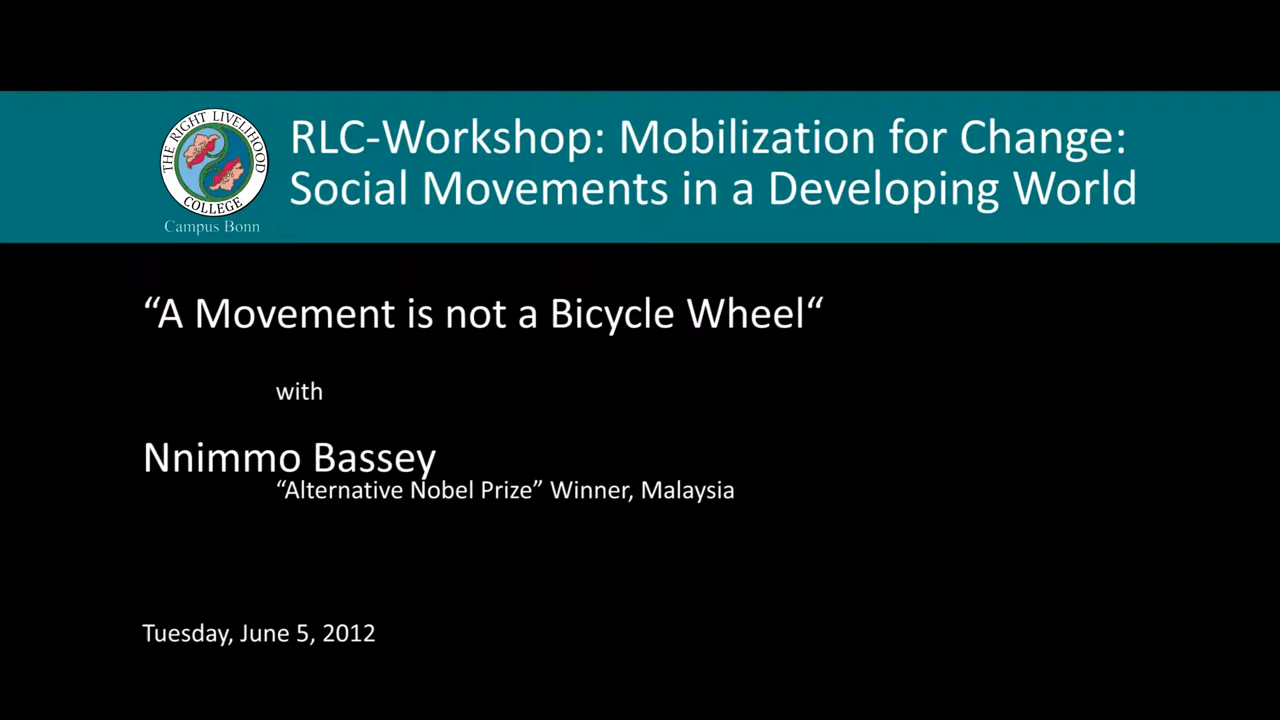 THE RIGHT LIVELIHOOD
COLLEGE
Campus Bonn
RLC-Workshop: Mobilization for Change:
Social Movements in a Developing World
“A Movement is not a Bicycle Wheel“
with
Nnimmo Bassey
“Alternative Nobel Prize” Winner, Malaysia
Tuesday, June 5, 2012